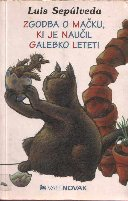 Luis Sepúlveda
ZGODBA O MAČKU,
KI JE NAUČIL
GALEBKO LETETI
NOVAK